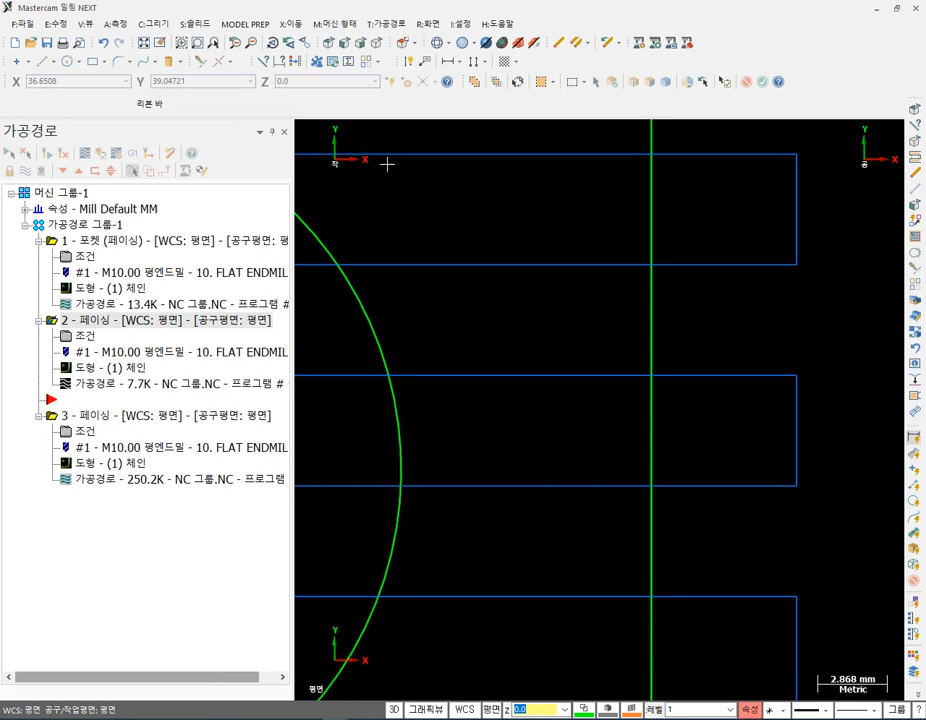 Mastercam 밀링 NEXT
F:파일 E:수정 V:뷰 A:측정 C:그리기 S:솔리드 MODEL PREP X:이동 M:머신 형태 T:가공경로 R:화면 I:설정 H:도움말
X 36.6508 Y 39.04721 Z 0.0
리본 바
가공경로
G1
머신 그룹-1
속성 - Mill Default MM
가공경로 그룹-1
1 - 포켓 (페이싱) - [WCS: 평면] - [공구평면: 평
조건
#1 - M10.00 평엔드밀 - 10. FLAT ENDMIL
도형 - (1) 체인
가공경로 - 13.4K - NC 그룹.NC - 프로그램 #
2 - 페이싱 - [WCS: 평면] - [공구평면: 평면]
조건
#1 - M10.00 평엔드밀 - 10. FLAT ENDMIL
도형 - (1) 체인
가공경로 - 7.7K - NC 그룹.NC - 프로그램 #
3 - 페이싱 - [WCS: 평면] - [공구평면: 평면]
조건
#1 - M10.00 평엔드밀 - 10. FLAT ENDMIL
도형 - (1) 체인
가공경로 - 250.2K - NC 그룹.NC - 프로그램
Y
X
작
Y
X
공
Y
X
평면
2.868 mm
Metric
WCS: 평면 공구/작업평면: 평면
3D 그래픽뷰 WCS 평면 Z 0.0 레벨 1 속성 그룹 ?